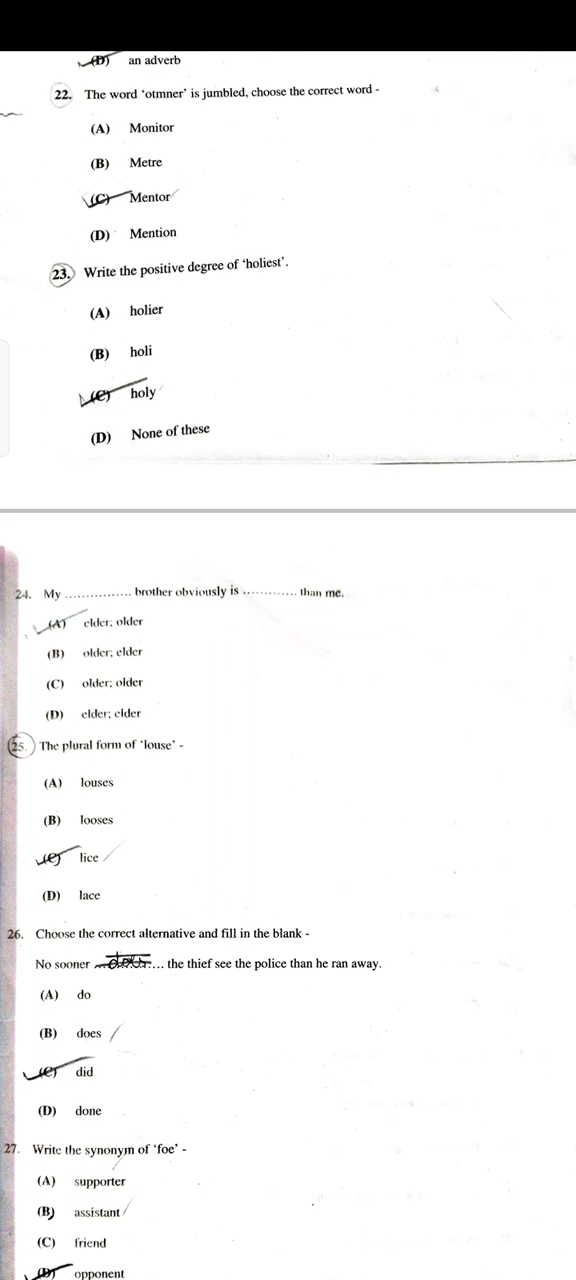 (D) an adverb
22. The word 'otmner' is jumbled, choose the correct word -
(A) Monitor
(B) Metre
(C) Mentor
(D) Mention
23. Write the positive degree of 'holiest'.
(A) holier
(B) holi
(C) holy
(D) None of these
24. My ............... brother obviously is ............ than me.
(A) elder; older
(B) older; elder
(C) older; older
(D) elder; elder
25. The plural form of 'louse' -
(A) louses
(B) looses
(C) lice
(D) lace
26. Choose the correct alternative and fill in the blank -
No sooner ... the thief see the police than he ran away.
(A) do
(B) does
(C) did
(D) done
27. Write the synonym of 'foe' -
(A) supporter
(B) assistant
(C) friend
(D) opponent